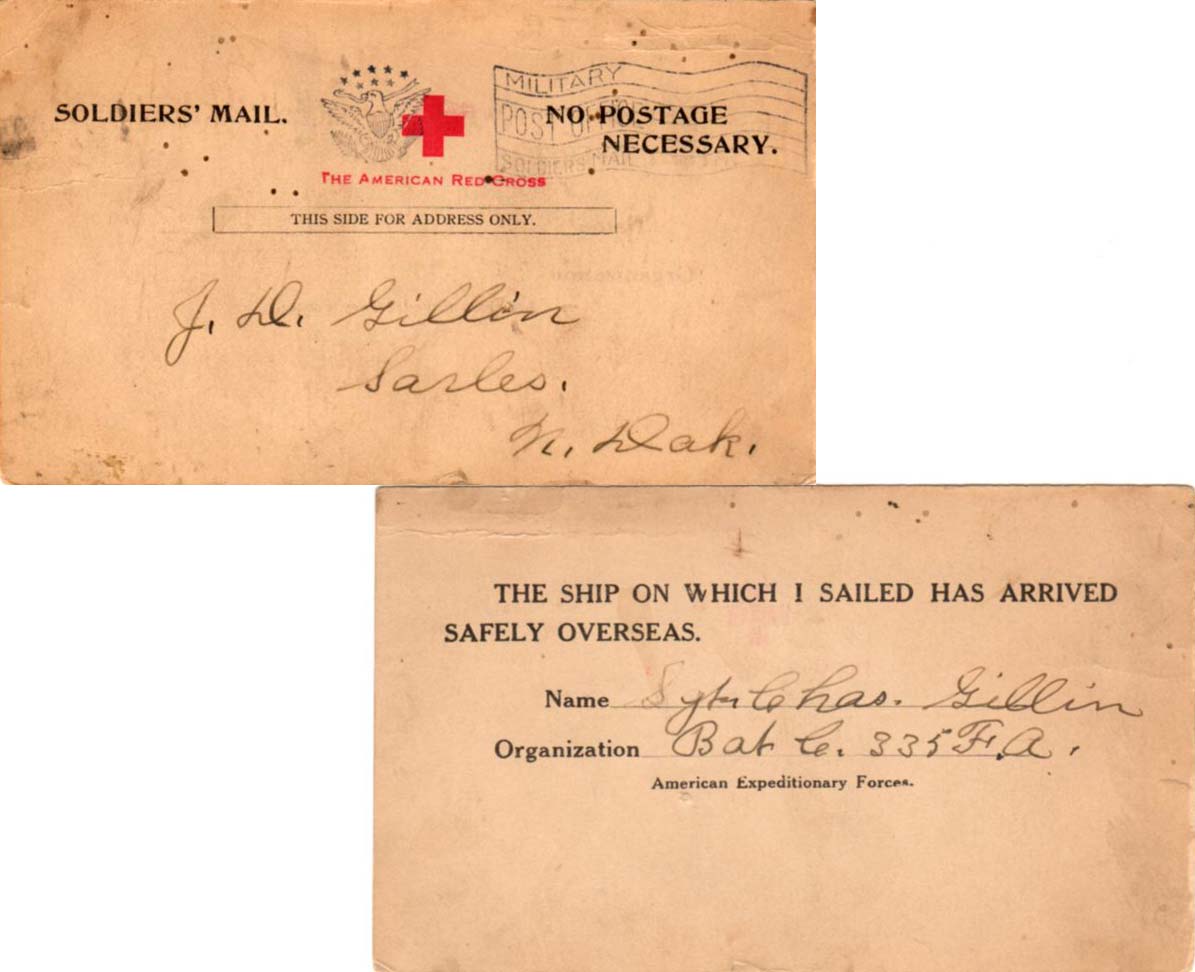 SOLDIERS' MAIL.
NO POSTAGE
NECESSARY.
MILITARY
POST OFFICE
SOLDIERS MAIL
THE AMERICAN RED CROSS
THIS SIDE FOR ADDRESS ONLY.
J. D. Gillin
Sarles.
N. Dak.
THE SHIP ON WHICH I SAILED HAS ARRIVED
SAFELY OVERSEAS.
Name Sgt. Chas. Gillin
Organization Bat C. 335 F.A.
American Expeditionary Forces.